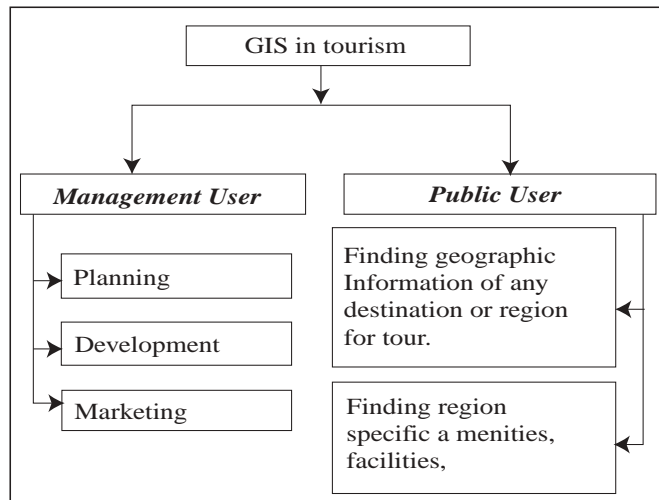 GIS in tourism
Management User
Public User
Planning
Development
Marketing
Finding geographic
Information of any
destination or region
for tour.
Finding region
specific a menities,
facilities,